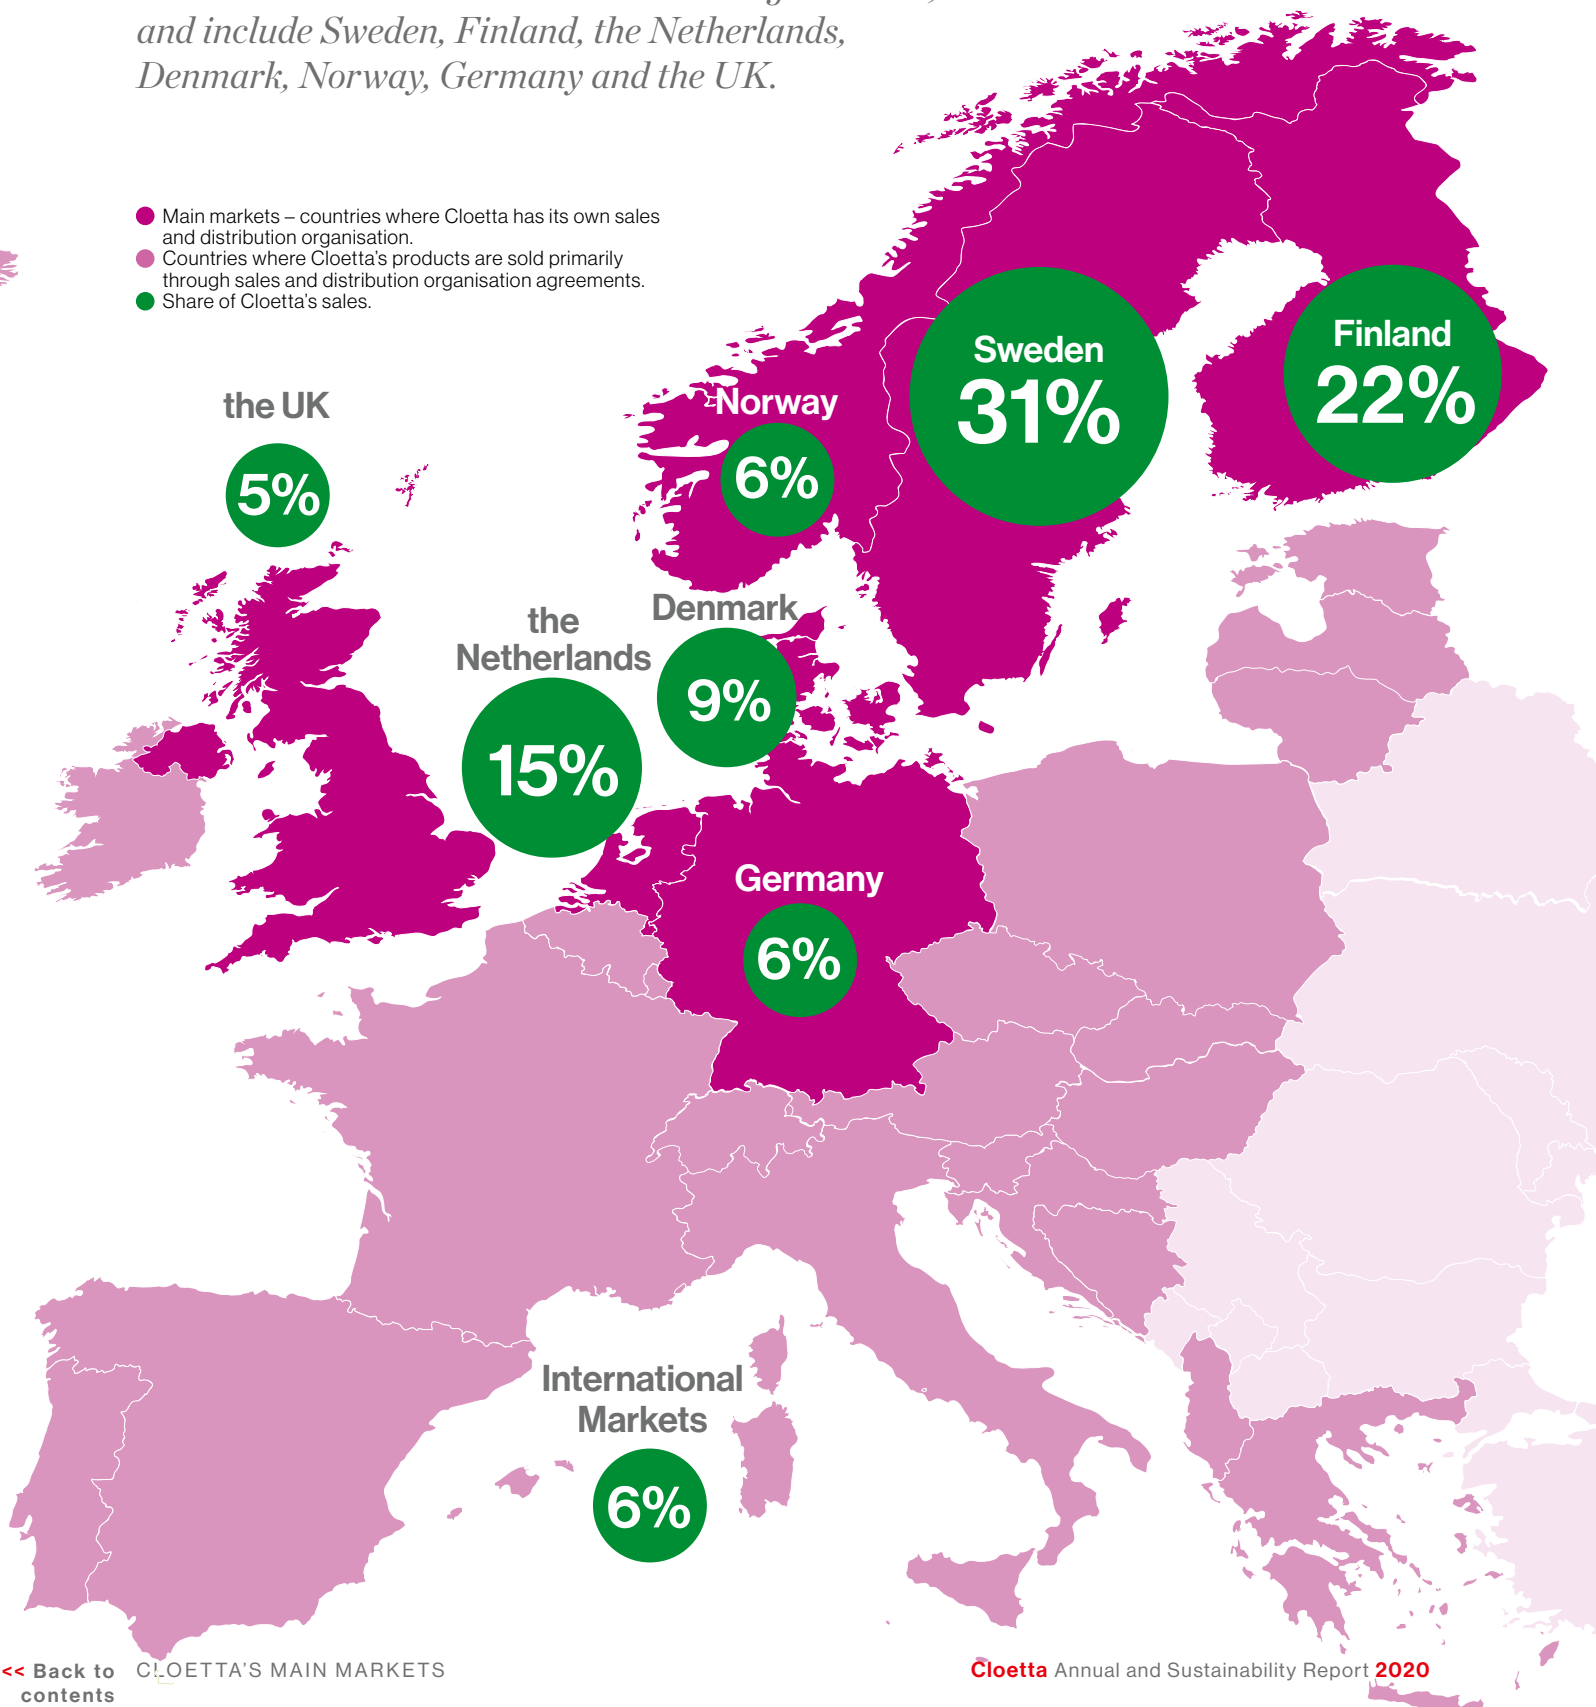 and include Sweden, Finland, the Netherlands,
Denmark, Norway, Germany and the UK.
Main markets – countries where Cloetta has its own sales
and distribution organisation.
Countries where Cloetta's products are sold primarily
through sales and distribution organisation agreements.
Share of Cloetta's sales.
Sweden
31%
Finland
22%
the UK
5%
Norway
6%
the
Netherlands
15%
Denmark
9%
Germany
6%
International
Markets
6%
<< Back to
contents
CLOETTA'S MAIN MARKETS
Cloetta Annual and Sustainability Report 2020